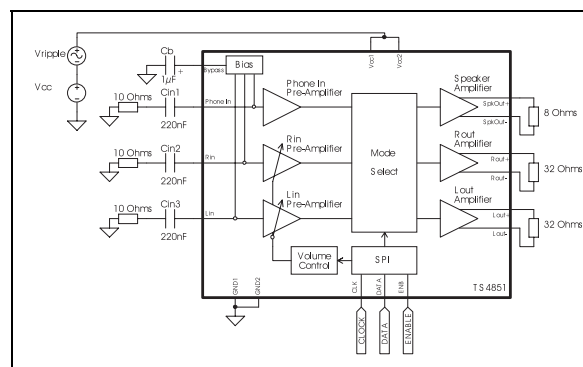 Vripple
Vcc
Cb
1µF
+
Bypass
Bias
Vcc1
Vcc2
10 Ohms
Cin1
220nF
Phone In
Phone In
Pre-Amplifier
Speaker
Amplifier
SpkOut+
SpkOut-
8 Ohms
10 Ohms
Cin2
220nF
Rin
Rin
Pre-Amplifier
Mode
Select
Rout
Amplifier
Rout+
Rout-
32 Ohms
10 Ohms
Cin3
220nF
Lin
Lin
Pre-Amplifier
Lout
Amplifier
Lout+
Lout-
32 Ohms
Volume
Control
SPI
GND1
GND2
CLK
DATA
ENB
TS4851
CLOCK
DATA
ENABLE